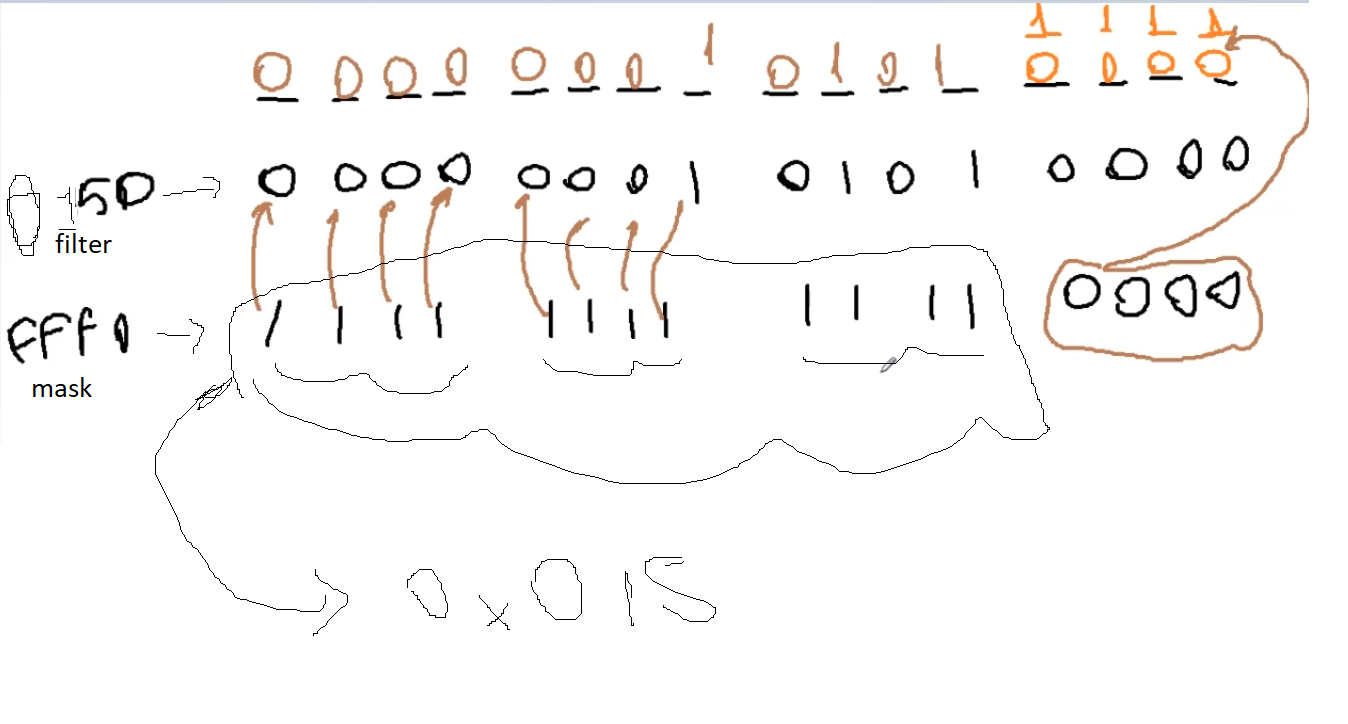 1 1 1 1
0 0 0 0 0 0 0 1 0 1 0 1 0 0 0 0
0150 → 0 0 0 0 0 0 0 1 0 1 0 1 0 0 0 0
filter
FFF0 → 1 1 1 1 1 1 1 1 1 1 1 1 0 0 0 0
mask
0x015